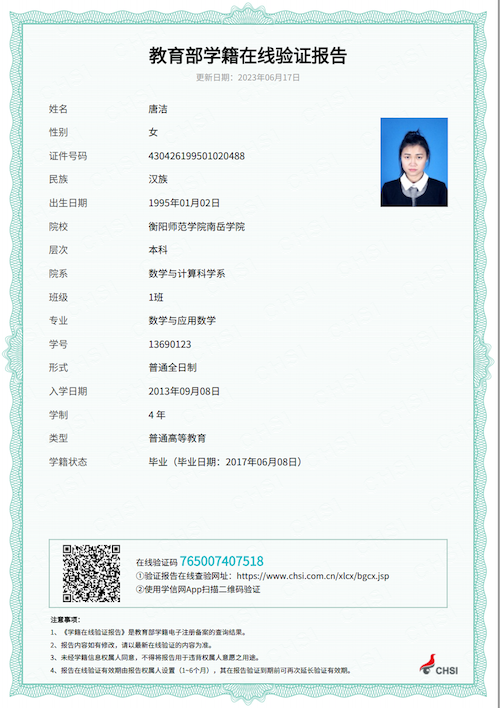 教育部学籍在线验证报告
更新日期：2023年06月17日
姓名 唐洁
性别 女
证件号码 430426199501020488
民族 汉族
出生日期 1995年01月02日
院校 衡阳师范学院南岳学院
层次 本科
院系 数学与计算科学系
班级 1班
专业 数学与应用数学
学号 13690123
形式 普通全日制
入学日期 2013年09月08日
学制 4 年
类型 普通高等教育
学籍状态 毕业（毕业日期：2017年06月08日）
在线验证码 765007407518
①验证报告在线查验网址：https://www.chsi.com.cn/xlcx/bgcx.jsp
②使用学信网App扫描二维码验证
注意事项：
1、《学籍在线验证报告》是教育部学籍电子注册备案的查询结果。
2、报告内容如有修改，请以最新在线验证的内容为准。
3、未经学籍信息权属人同意，不得将报告用于违背权属人意愿之用途。
4、报告在线验证有效期由报告权属人设置（1~6个月），其在报告验证到期前可再次延长验证有效期。
CHSI